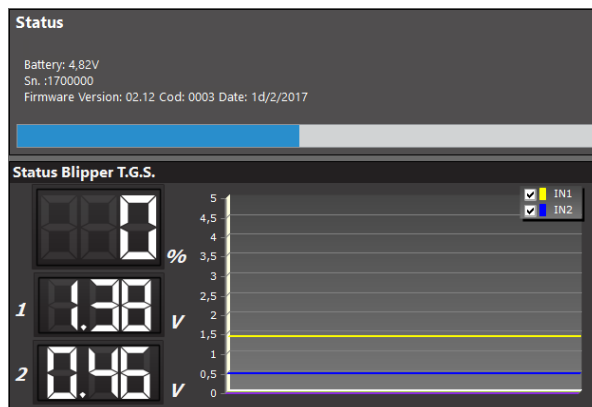 Status
Battery: 4,82V
Sn. :1700000
Firmware Version: 02.12 Cod: 0003 Date: 1d/2/2017
Status Blipper T.G.S.
0 %
1 1.38 V
2 0.46 V
5
4,5
4
3,5
3
2,5
2
1,5
1
0,5
0
IN1
IN2